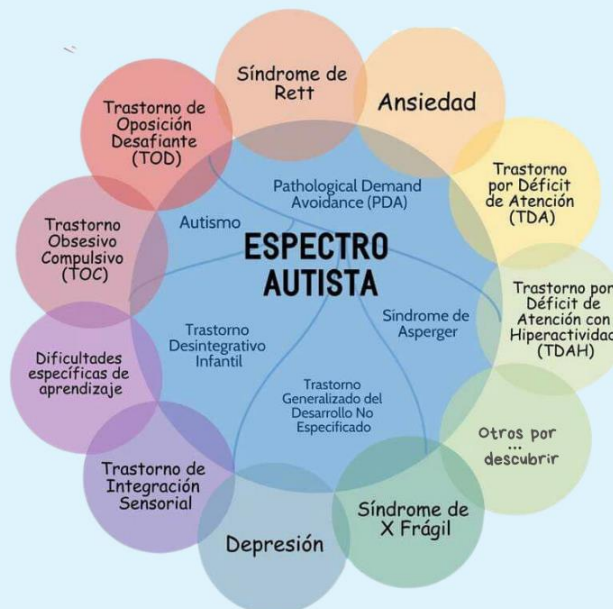 Síndrome de
Rett
Ansiedad
Trastorno de
Oposición
Desafiante
(TOD)
Trastorno
por Déficit
de Atención
(TDA)
Pathological Demand
Avoidance (PDA)
Autismo
ESPECTRO
AUTISTA
Trastorno
Obsesivo
Compulsivo
(TOC)
Trastorno por
Déficit de
Atención con
Hiperactividad
(TDAH)
Síndrome de
Asperger
Trastorno
Desintegrativo
Infantil
Dificultades
específicas de
aprendizaje
Trastorno
Generalizado del
Desarrollo No
Especificado
Otros por
...
descubrir
Trastorno de
Integración
Sensorial
Depresión
Síndrome de
X Frágil